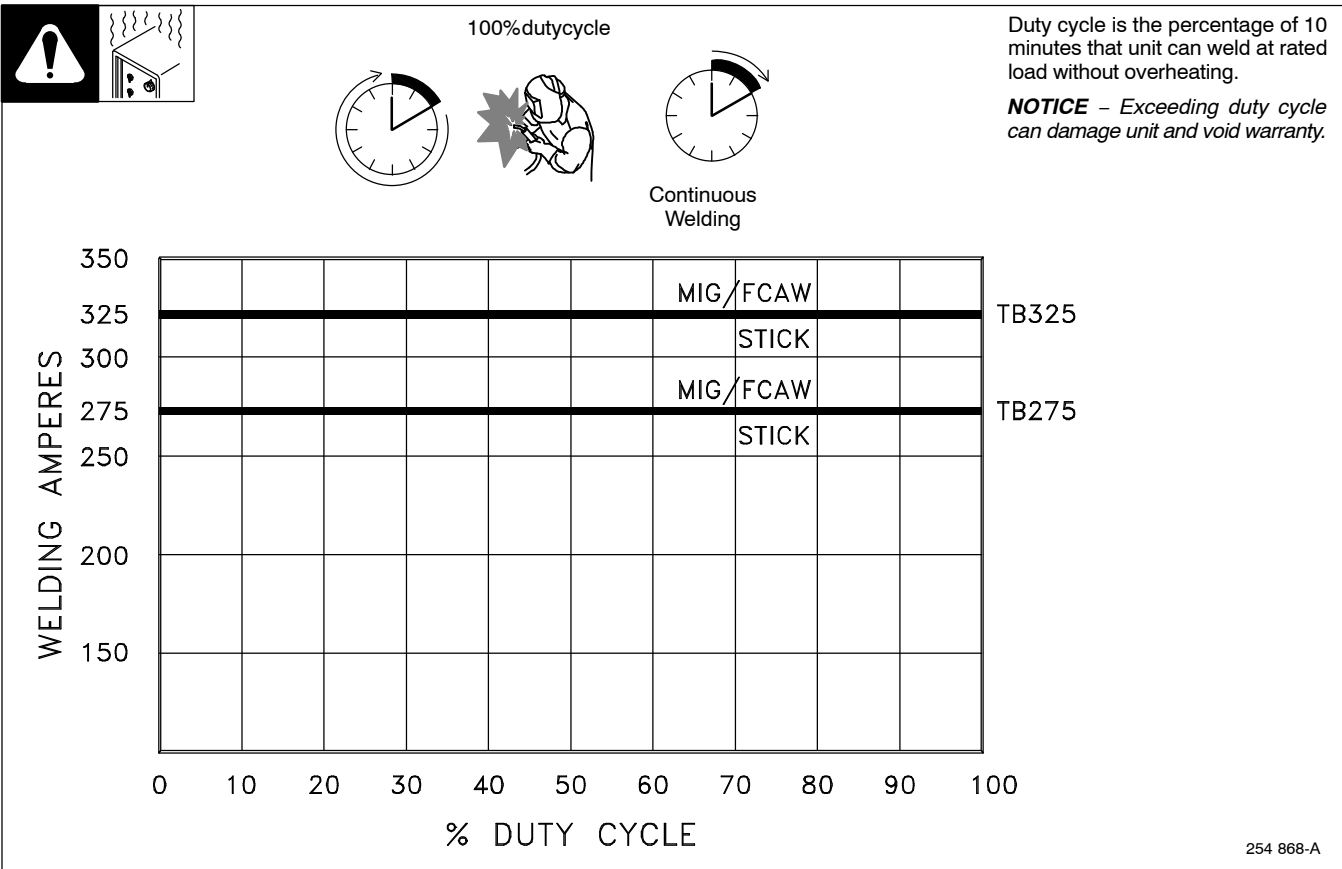 100%dutycycle
Continuous
Welding
Duty cycle is the percentage of 10
minutes that unit can weld at rated
load without overheating.
NOTICE – Exceeding duty cycle
can damage unit and void warranty.
WELDING AMPERES
350
325
300
275
250
200
150
MIG/FCAW
STICK
TB325
MIG/FCAW
STICK
TB275
0 10 20 30 40 50 60 70 80 90 100
% DUTY CYCLE
254 868-A